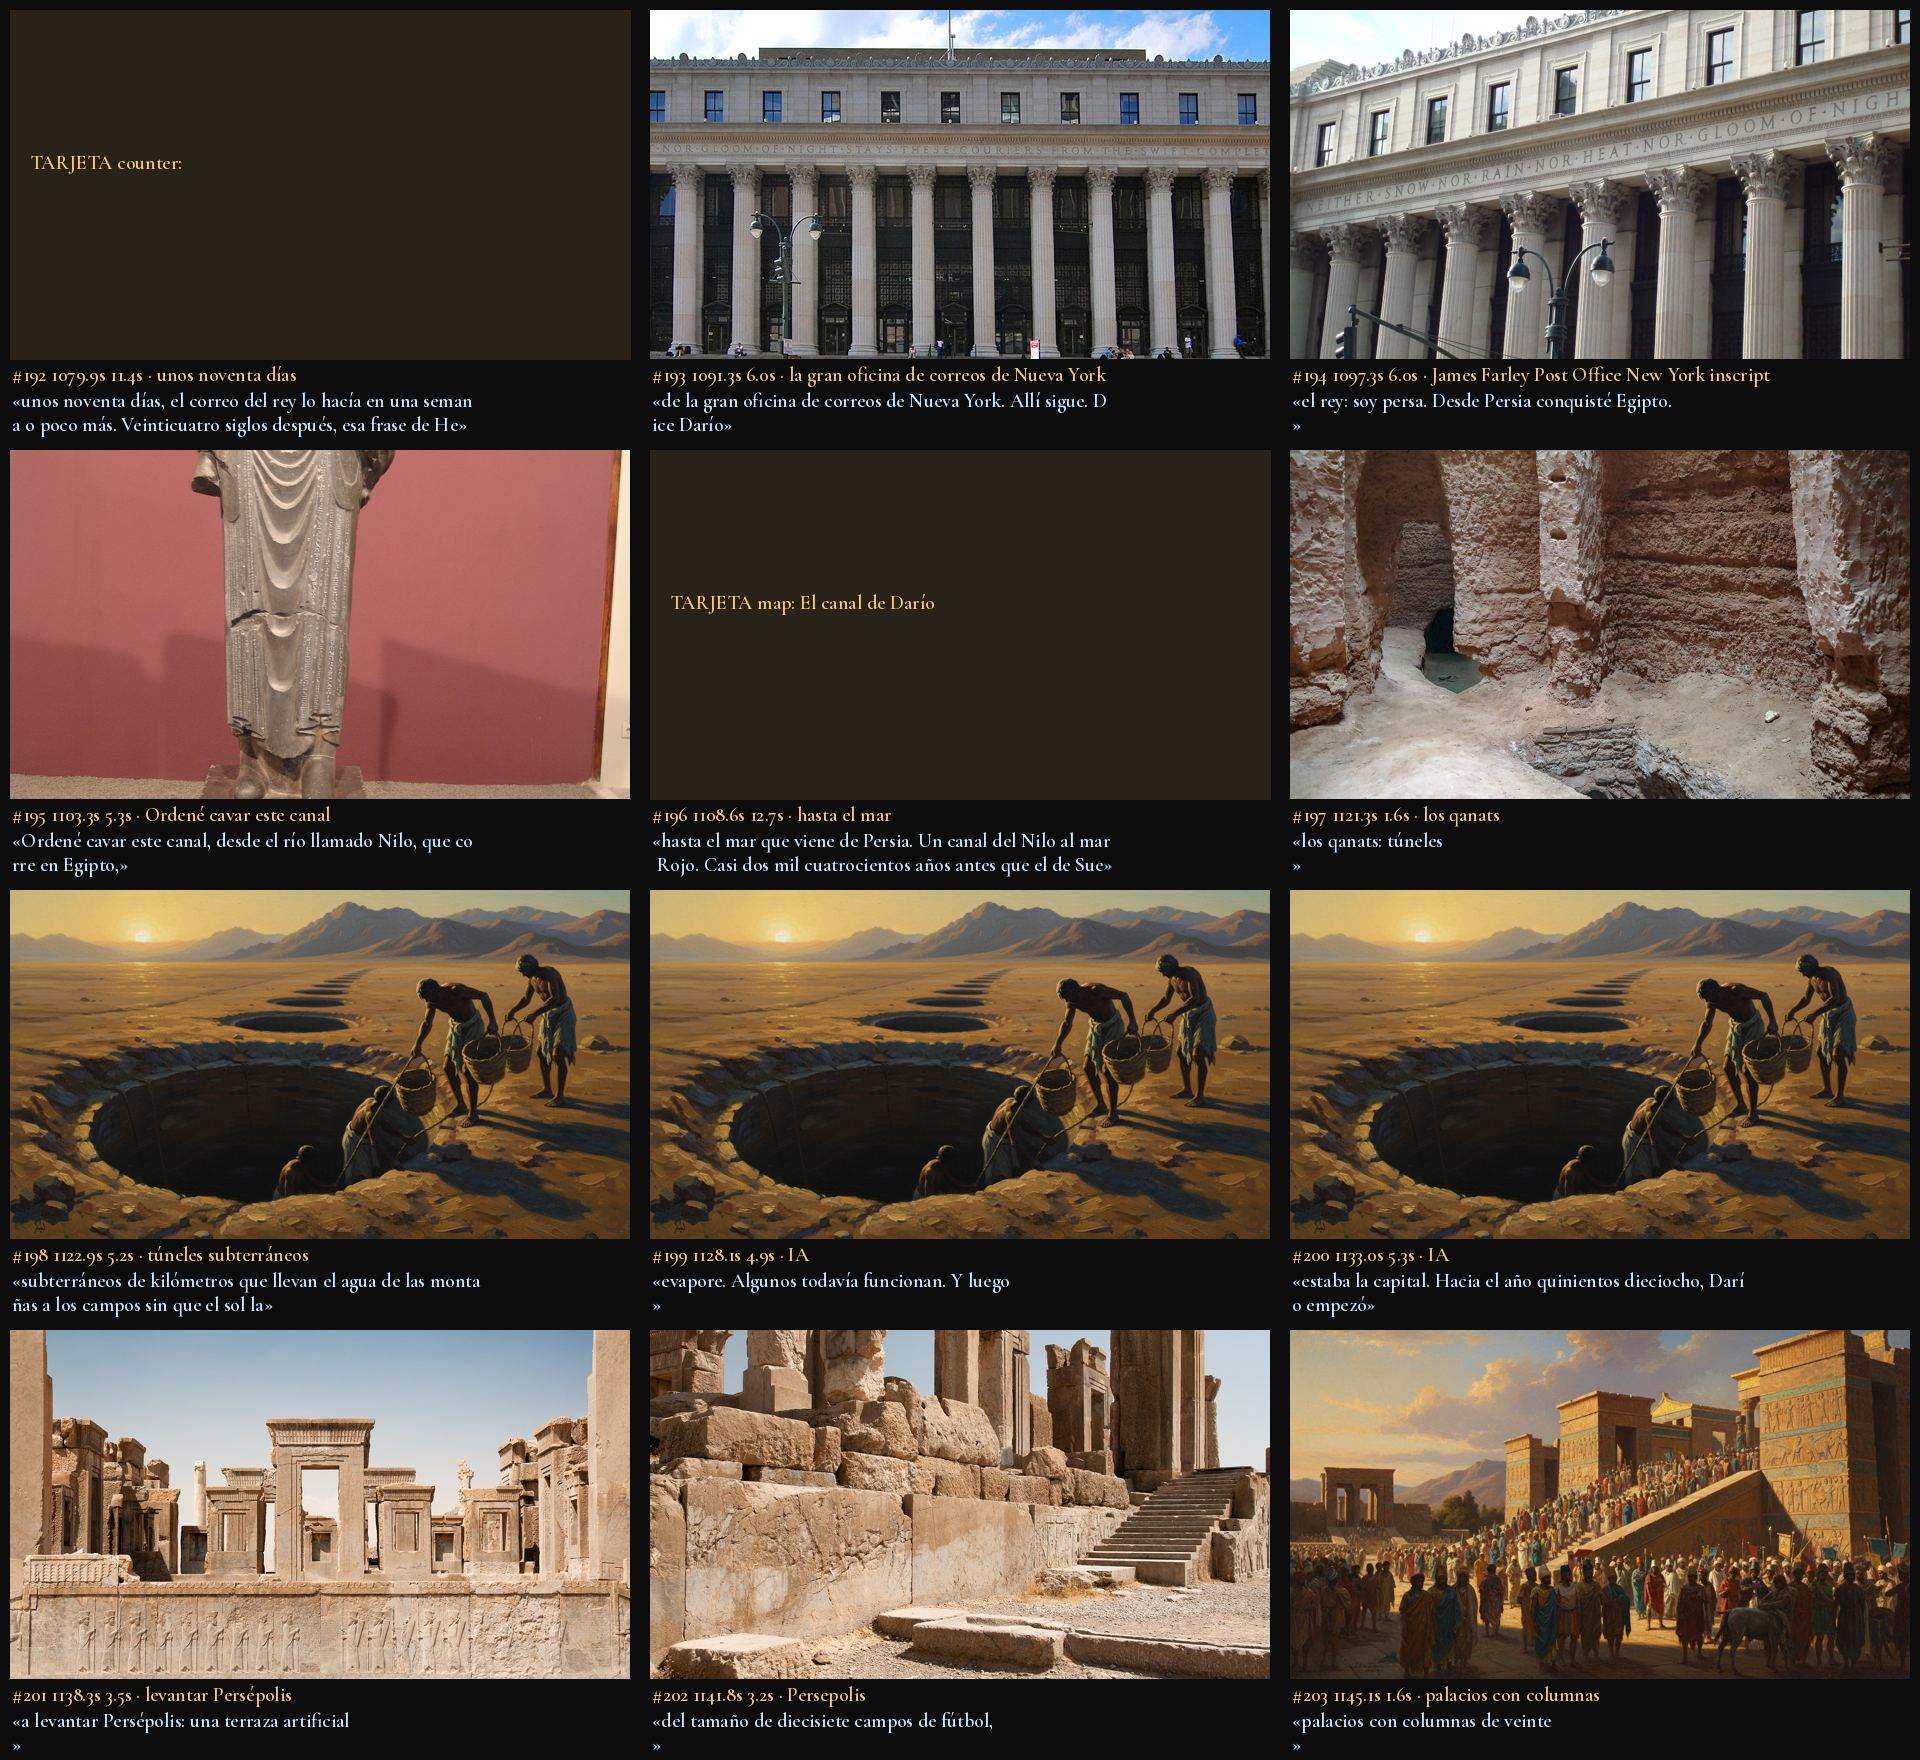 TARJETA counter:
NOR·GLOOM·OF·NIGHT·STAYS·THESE·COURIERS·FROM·THE·SWIFT·COMPLET
NEITHER·SNOW·NOR·RAIN·NOR·HEAT·NOR·GLOOM·OF·NIGH
#192 1079.9s 11.4s · unos noventa días
«unos noventa días, el correo del rey lo hacía en una seman
a o poco más. Veinticuatro siglos después, esa frase de He»
#193 1091.3s 6.0s · la gran oficina de correos de Nueva York
«de la gran oficina de correos de Nueva York. Allí sigue. D
ice Darío»
#194 1097.3s 6.0s · James Farley Post Office New York inscript
«el rey: soy persa. Desde Persia conquisté Egipto.
»
TARJETA map: El canal de Darío
#195 1103.3s 5.3s · Ordené cavar este canal
«Ordené cavar este canal, desde el río llamado Nilo, que co
rre en Egipto,»
#196 1108.6s 12.7s · hasta el mar
«hasta el mar que viene de Persia. Un canal del Nilo al mar
Rojo. Casi dos mil cuatrocientos años antes que el de Sue»
#197 1121.3s 1.6s · los qanats
«los qanats: túneles
»
#198 1122.9s 5.2s · túneles subterráneos
«subterráneos de kilómetros que llevan el agua de las monta
ñas a los campos sin que el sol la»
#199 1128.1s 4.9s · IA
«evapore. Algunos todavía funcionan. Y luego
»
#200 1133.0s 5.3s · IA
«estaba la capital. Hacia el año quinientos dieciocho, Darí
o empezó»
#201 1138.3s 3.5s · levantar Persépolis
«a levantar Persépolis: una terraza artificial
»
#202 1141.8s 3.2s · Persepolis
«del tamaño de diecisiete campos de fútbol,
»
#203 1145.1s 1.6s · palacios con columnas
«palacios con columnas de veinte
»